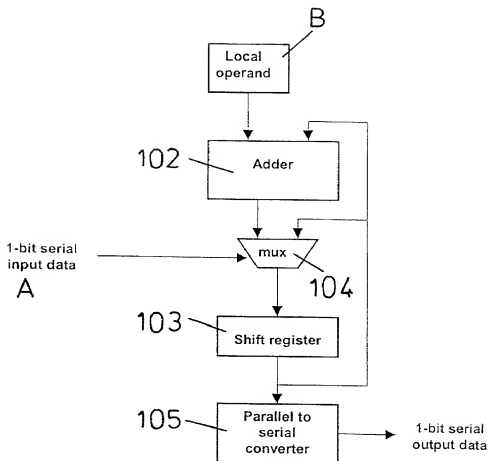 B
Local
operand
102
Adder
1-bit serial
input data
A
mux
104
103
Shift register
105
Parallel to
serial
converter
1-bit serial
output data